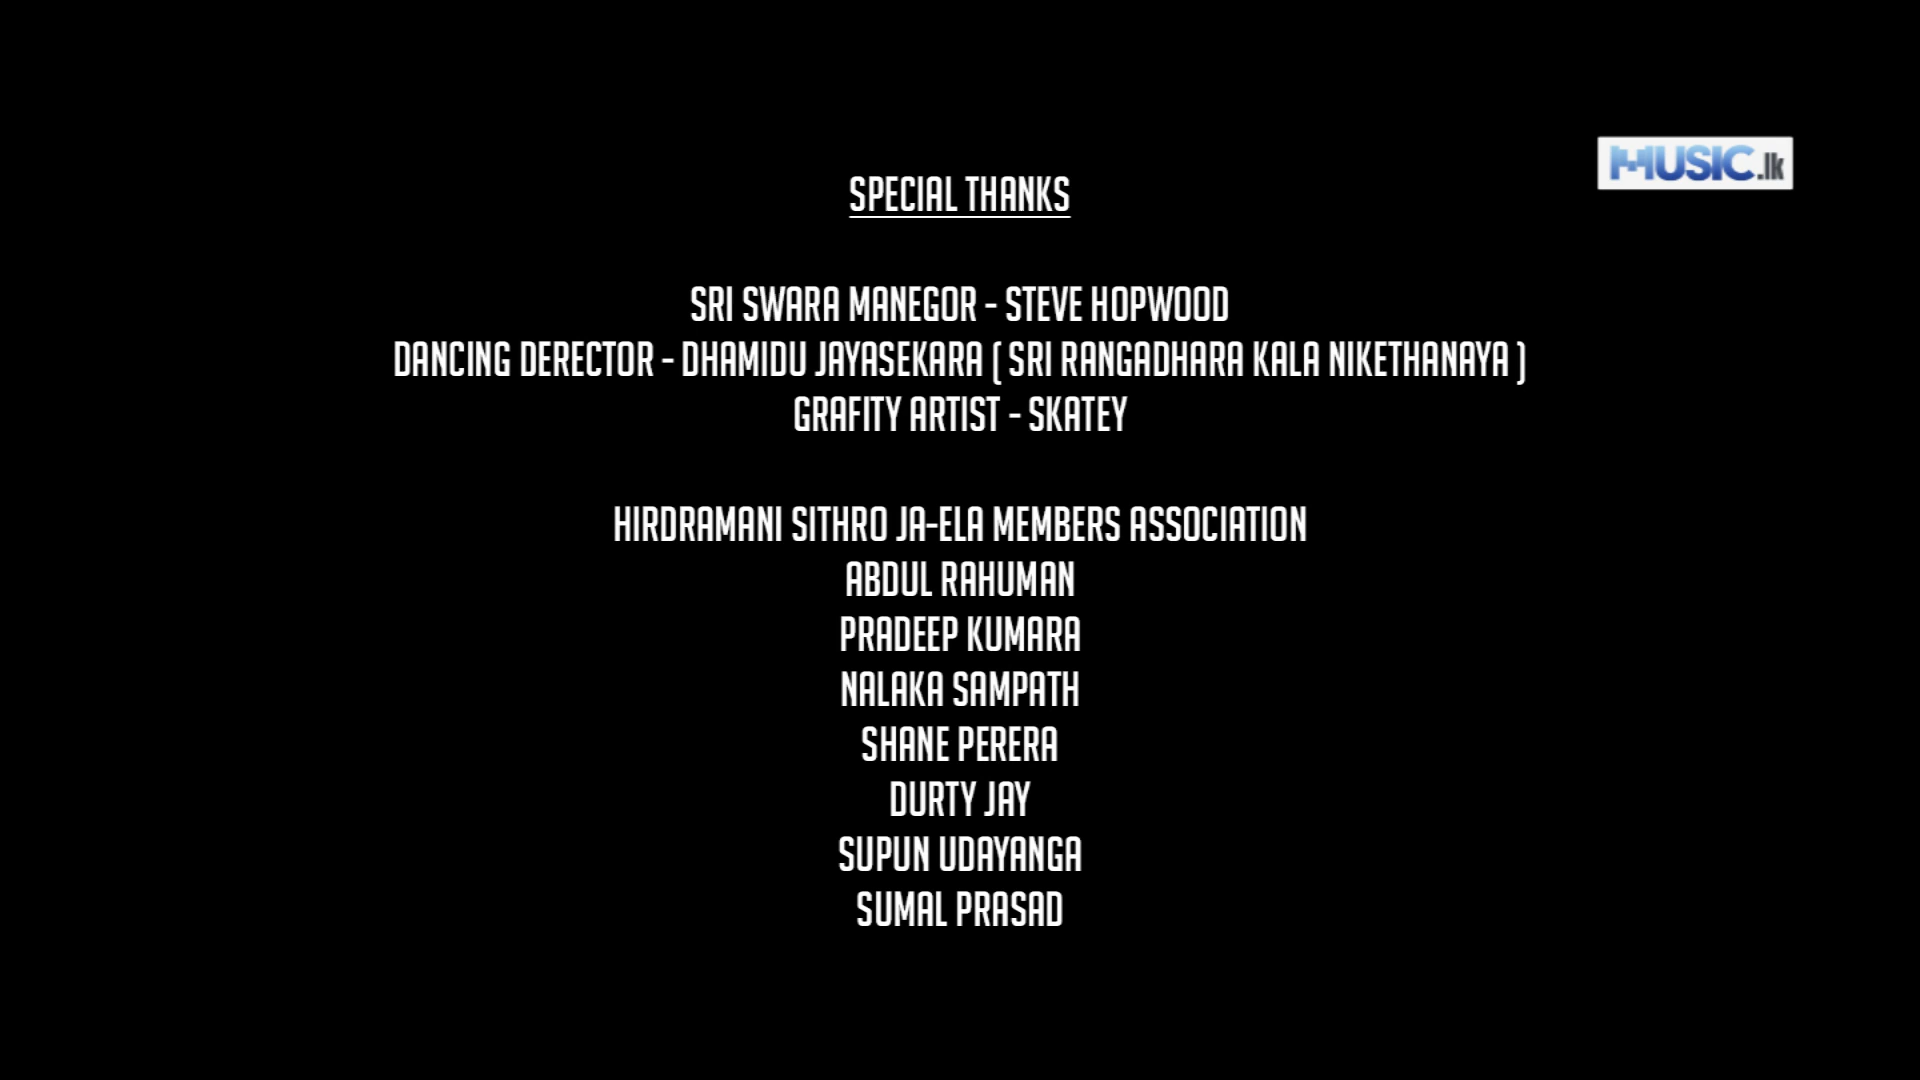 MUSIC.lk
SPECIAL THANKS
SRI SWARA MANEGOR - STEVE HOPWOOD
DANCING DERECTOR - DHAMIDU JAYASEKARA ( SRI RANGADHARA KALA NIKETHANAYA )
GRAFITY ARTIST - SKATEY
HIRDRAMANI SITHRO JA-ELA MEMBERS ASSOCIATION
ABDUL RAHUMAN
PRADEEP KUMARA
NALAKA SAMPATH
SHANE PERERA
DURTY JAY
SUPUN UDAYANGA
SUMAL PRASAD